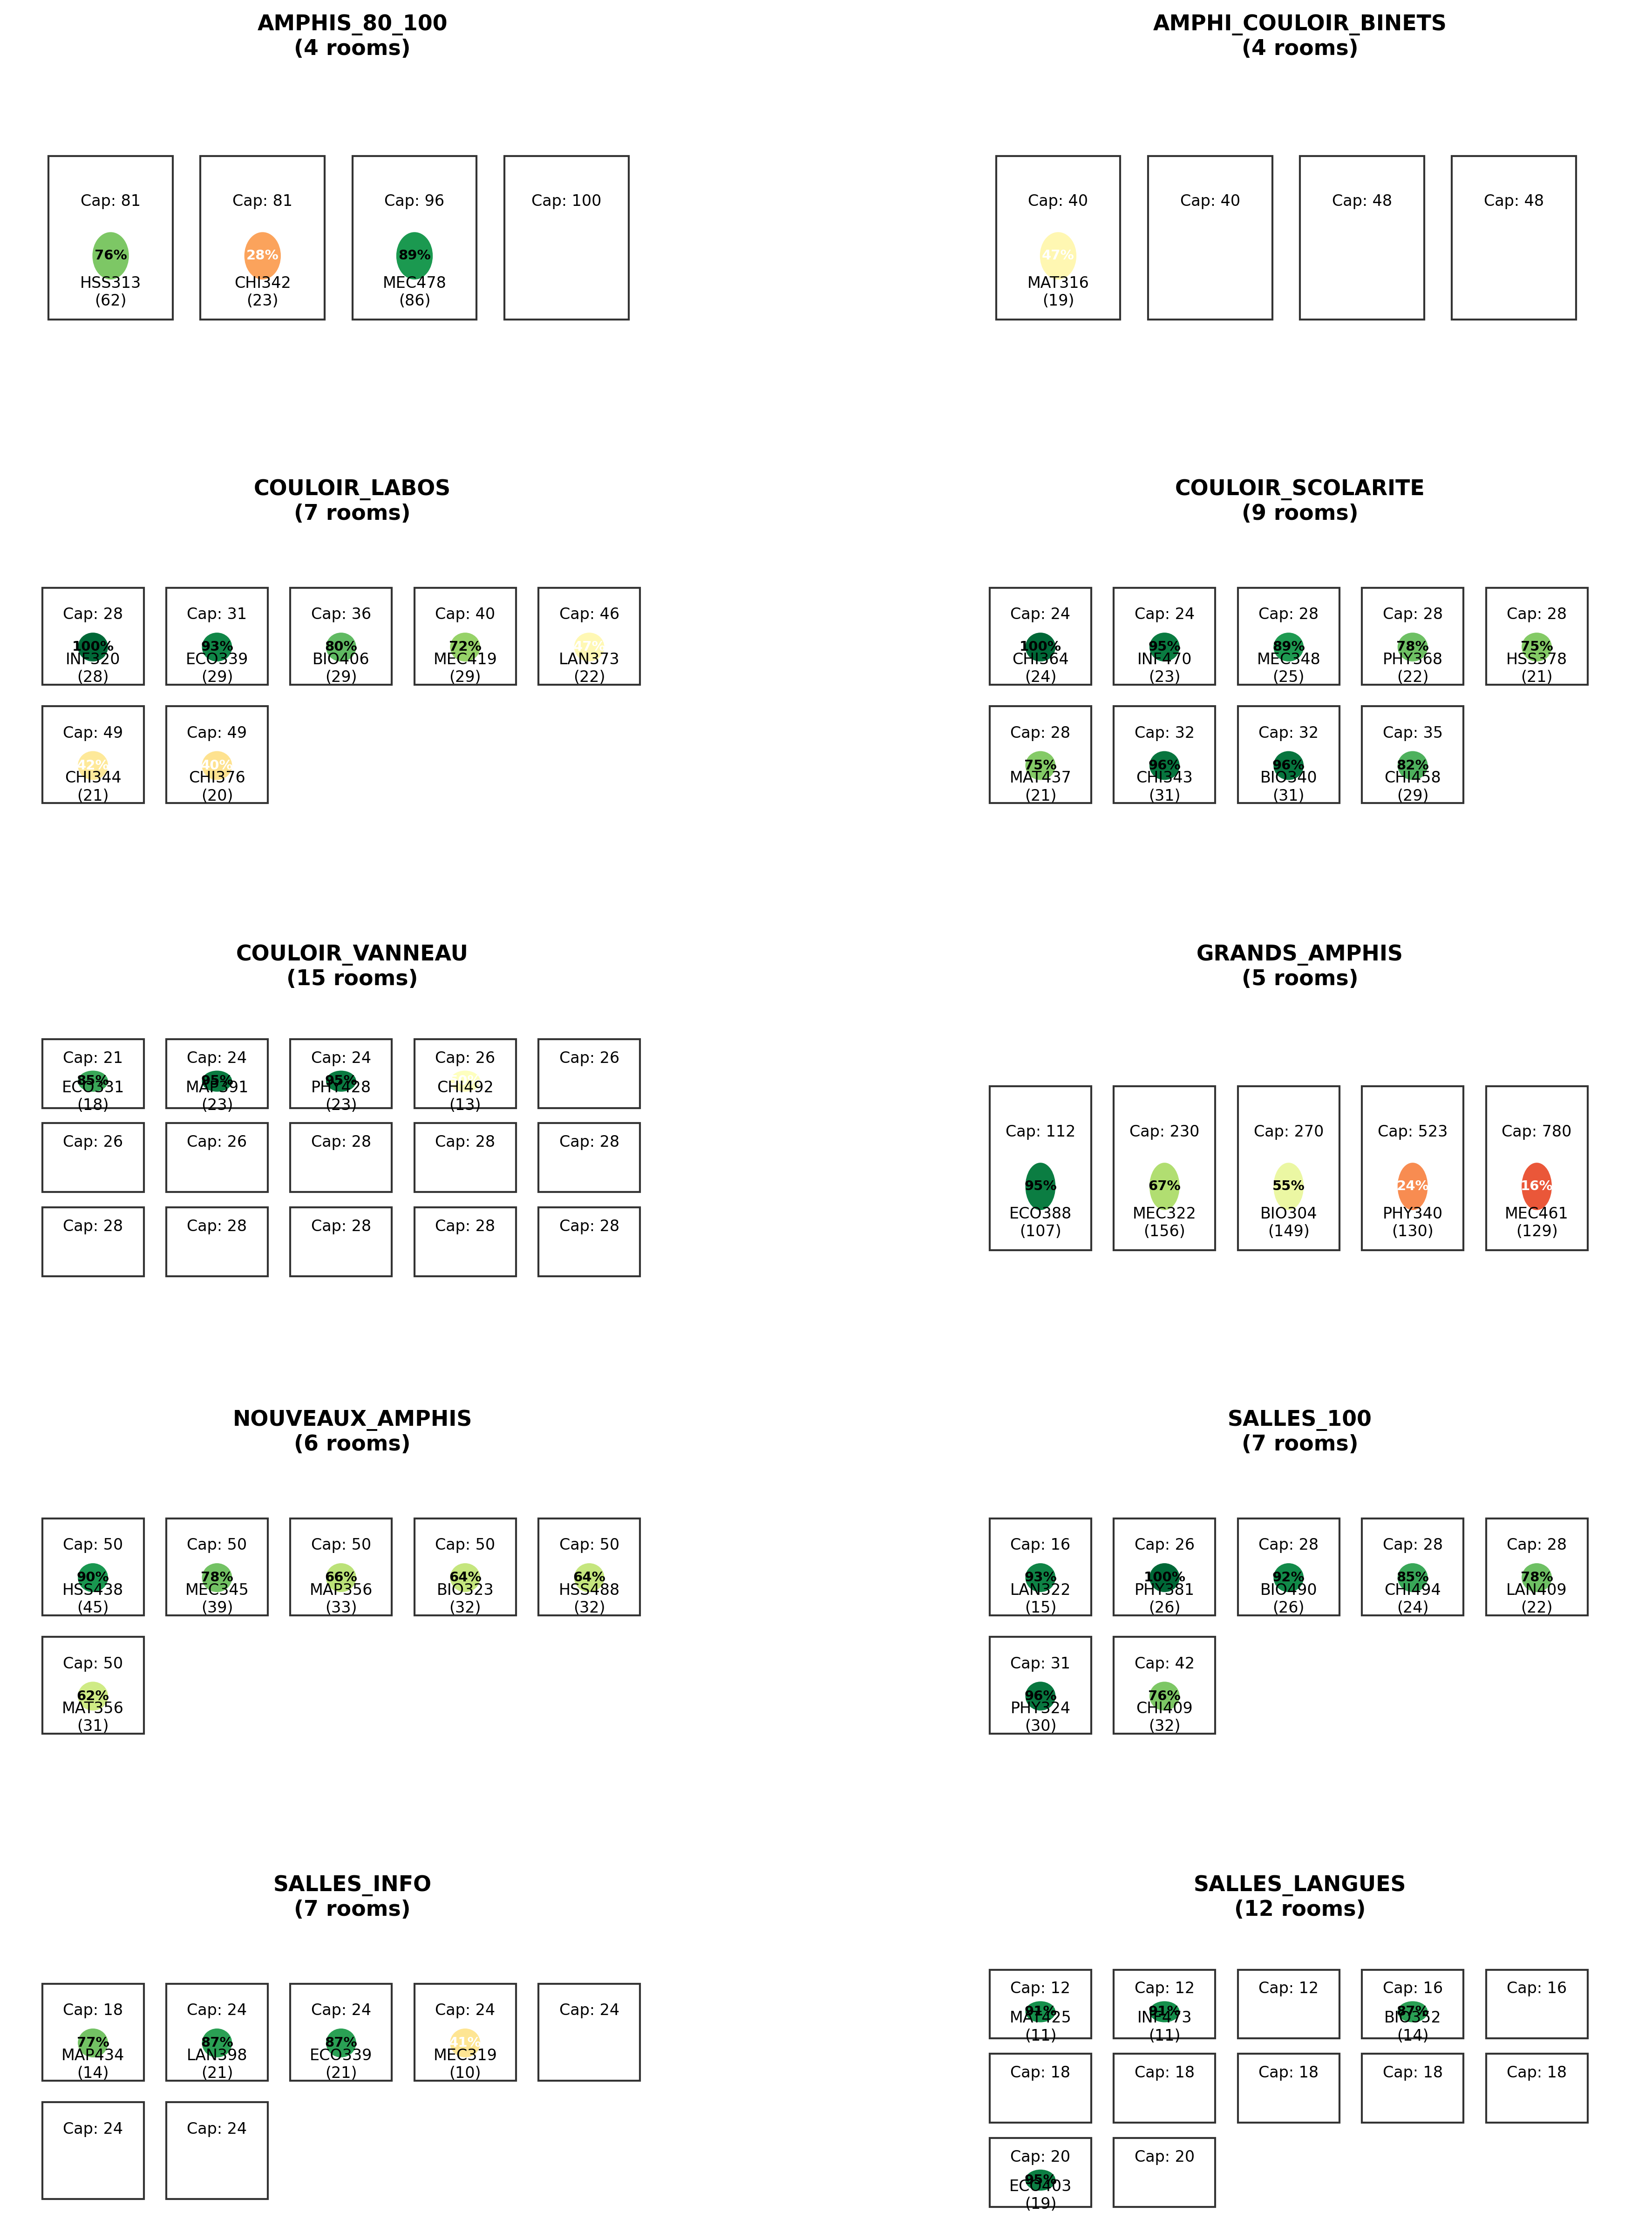 AMPHIS_80_100
(4 rooms)
Cap: 81
76%
HSS313
(62)
Cap: 81
28%
CHI342
(23)
Cap: 96
89%
MEC478
(86)
Cap: 100
AMPHI_COULOIR_BINETS
(4 rooms)
Cap: 40
47%
MAT316
(19)
Cap: 40
Cap: 48
Cap: 48
COULOIR_LABOS
(7 rooms)
Cap: 28
100%
INF320
(28)
Cap: 31
93%
ECO339
(29)
Cap: 36
80%
BIO406
(29)
Cap: 40
72%
MEC419
(29)
Cap: 46
47%
LAN373
(22)
Cap: 49
42%
CHI344
(21)
Cap: 49
40%
CHI376
(20)
COULOIR_SCOLARITE
(9 rooms)
Cap: 24
100%
CHI364
(24)
Cap: 24
95%
INF470
(23)
Cap: 28
89%
MEC348
(25)
Cap: 28
78%
PHY368
(22)
Cap: 28
75%
HSS378
(21)
Cap: 28
75%
MAT437
(21)
Cap: 32
96%
CHI343
(31)
Cap: 32
96%
BIO340
(31)
Cap: 35
82%
CHI458
(29)
COULOIR_VANNEAU
(15 rooms)
Cap: 21
85%
ECO331
(18)
Cap: 24
95%
MAP391
(23)
Cap: 24
95%
PHY428
(23)
Cap: 26
CHI492
(13)
Cap: 26
Cap: 26
Cap: 26
Cap: 28
Cap: 28
Cap: 28
Cap: 28
Cap: 28
Cap: 28
Cap: 28
Cap: 28
GRANDS_AMPHIS
(5 rooms)
Cap: 112
95%
ECO388
(107)
Cap: 230
67%
MEC322
(156)
Cap: 270
55%
BIO304
(149)
Cap: 523
24%
PHY340
(130)
Cap: 780
16%
MEC461
(129)
NOUVEAUX_AMPHIS
(6 rooms)
Cap: 50
90%
HSS438
(45)
Cap: 50
78%
MEC345
(39)
Cap: 50
66%
MAP356
(33)
Cap: 50
64%
BIO323
(32)
Cap: 50
64%
HSS488
(32)
Cap: 50
62%
MAT356
(31)
SALLES_100
(7 rooms)
Cap: 16
93%
LAN322
(15)
Cap: 26
100%
PHY381
(26)
Cap: 28
92%
BIO490
(26)
Cap: 28
85%
CHI494
(24)
Cap: 28
78%
LAN409
(22)
Cap: 31
96%
PHY324
(30)
Cap: 42
76%
CHI409
(32)
SALLES_INFO
(7 rooms)
Cap: 18
77%
MAP434
(14)
Cap: 24
87%
LAN398
(21)
Cap: 24
87%
ECO339
(21)
Cap: 24
41%
MEC319
(10)
Cap: 24
Cap: 24
Cap: 24
SALLES_LANGUES
(12 rooms)
Cap: 12
91%
MAT425
(11)
Cap: 12
91%
INF473
(11)
Cap: 12
Cap: 16
87%
BIO352
(14)
Cap: 16
Cap: 18
Cap: 18
Cap: 18
Cap: 18
Cap: 18
Cap: 20
95%
ECO403
(19)
Cap: 20